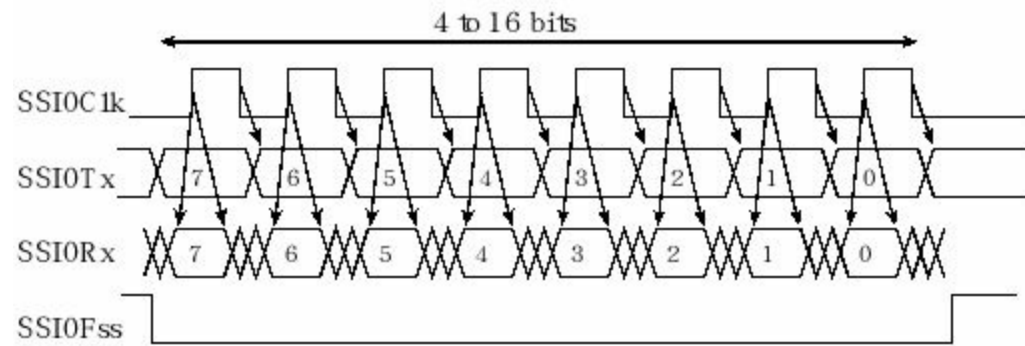 4 to 16 bits
SSI0Clk
SSI0Tx 7 6 5 4 3 2 1 0
SSI0Rx 7 6 5 4 3 2 1 0
SSI0Fss